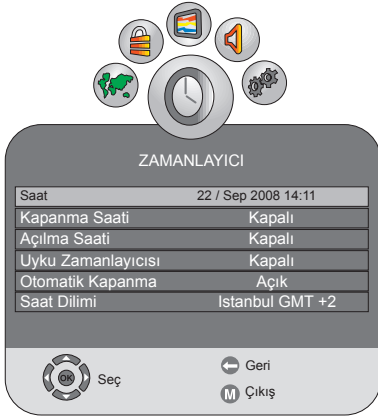 ZAMANLAYICI
Saat 22 / Sep 2008 14:11
Kapanma Saati Kapalı
Açılma Saati Kapalı
Uyku Zamanlayıcısı Kapalı
Otomatik Kapanma Açık
Saat Dilimi Istanbul GMT +2
OK Seç
Geri
M Çıkış